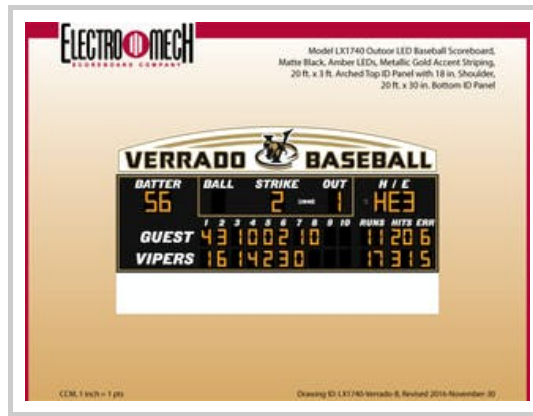 ELECTRO MECH
SCOREBOARD COMPANY
Model LX1740 Outoor LED Baseball Scoreboard,
Matte Black, Amber LEDs, Metallic Gold Accent Striping,
20 ft. x 3 ft. Arched Top ID Panel with 18 in. Shoulder,
20 ft. x 30 in. Bottom ID Panel
VERRADO V BASEBALL
BATTER BALL STRIKE OUT H / E
56 2 1 HE3
1 2 3 4 5 6 7 8 9 10 RUNS HITS ERR
GUEST 4 3 1 0 0 2 1 0 11 20 6
VIPERS 1 6 1 4 2 3 0 17 31 5
CCM, 1 inch = 1 pts
Drawing ID: LX1740-Verrado-B, Revised 2016-November-30